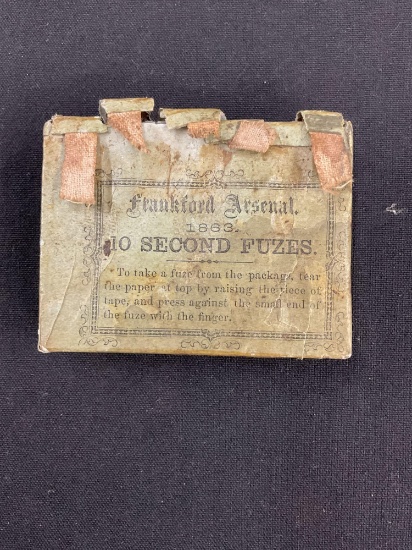 Frankford Arsenal.
1863.
10 SECOND FUZES.
To take a fuze from the package, tear
the paper at top by raising the piece of
tape, and press against the small end of
the fuze with the finger.